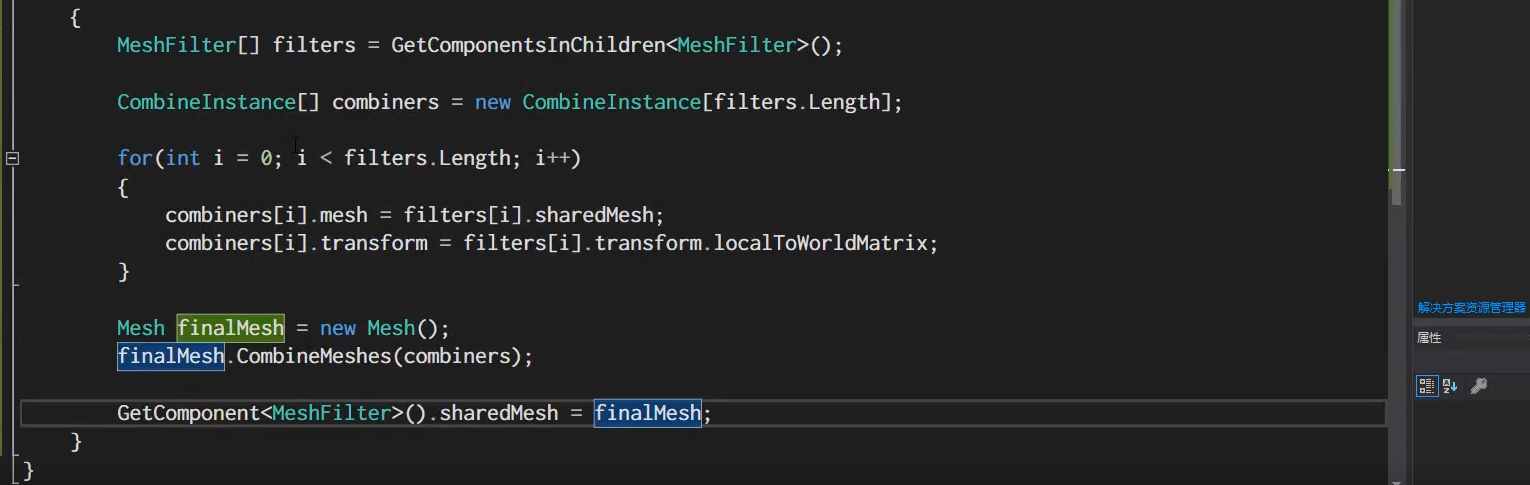 {
MeshFilter[] filters = GetComponentsInChildren<MeshFilter>();
CombineInstance[] combiners = new CombineInstance[filters.Length];
for(int i = 0; i < filters.Length; i++)
{
combiners[i].mesh = filters[i].sharedMesh;
combiners[i].transform = filters[i].transform.localToWorldMatrix;
}
Mesh finalMesh = new Mesh();
finalMesh.CombineMeshes(combiners);
GetComponent<MeshFilter>().sharedMesh = finalMesh;
}
}
解决方案资源管理器
属性